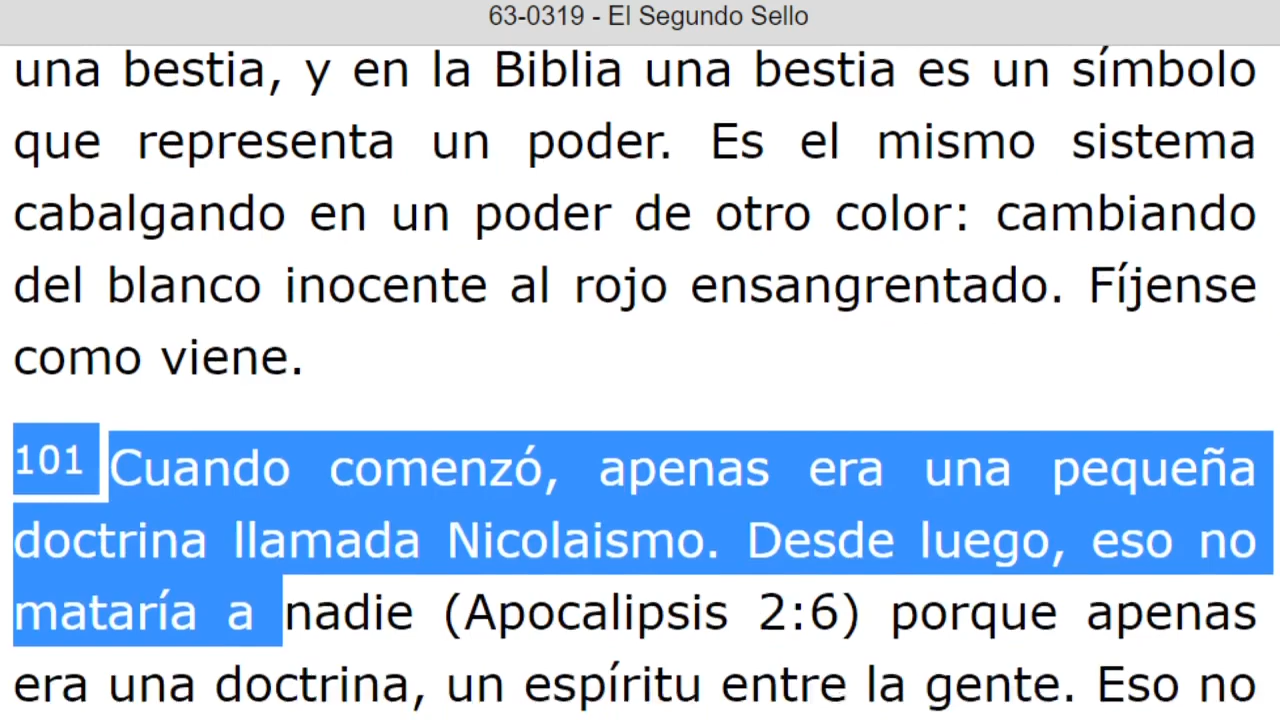 63-0319 - El Segundo Sello
una bestia, y en la Biblia una bestia es un símbolo
que representa un poder. Es el mismo sistema
cabalgando en un poder de otro color: cambiando
del blanco inocente al rojo ensangrentado. Fíjense
como viene.
101 Cuando comenzó, apenas era una pequeña
doctrina llamada Nicolaismo. Desde luego, eso no
mataría a nadie (Apocalipsis 2:6) porque apenas
era una doctrina, un espíritu entre la gente. Eso no